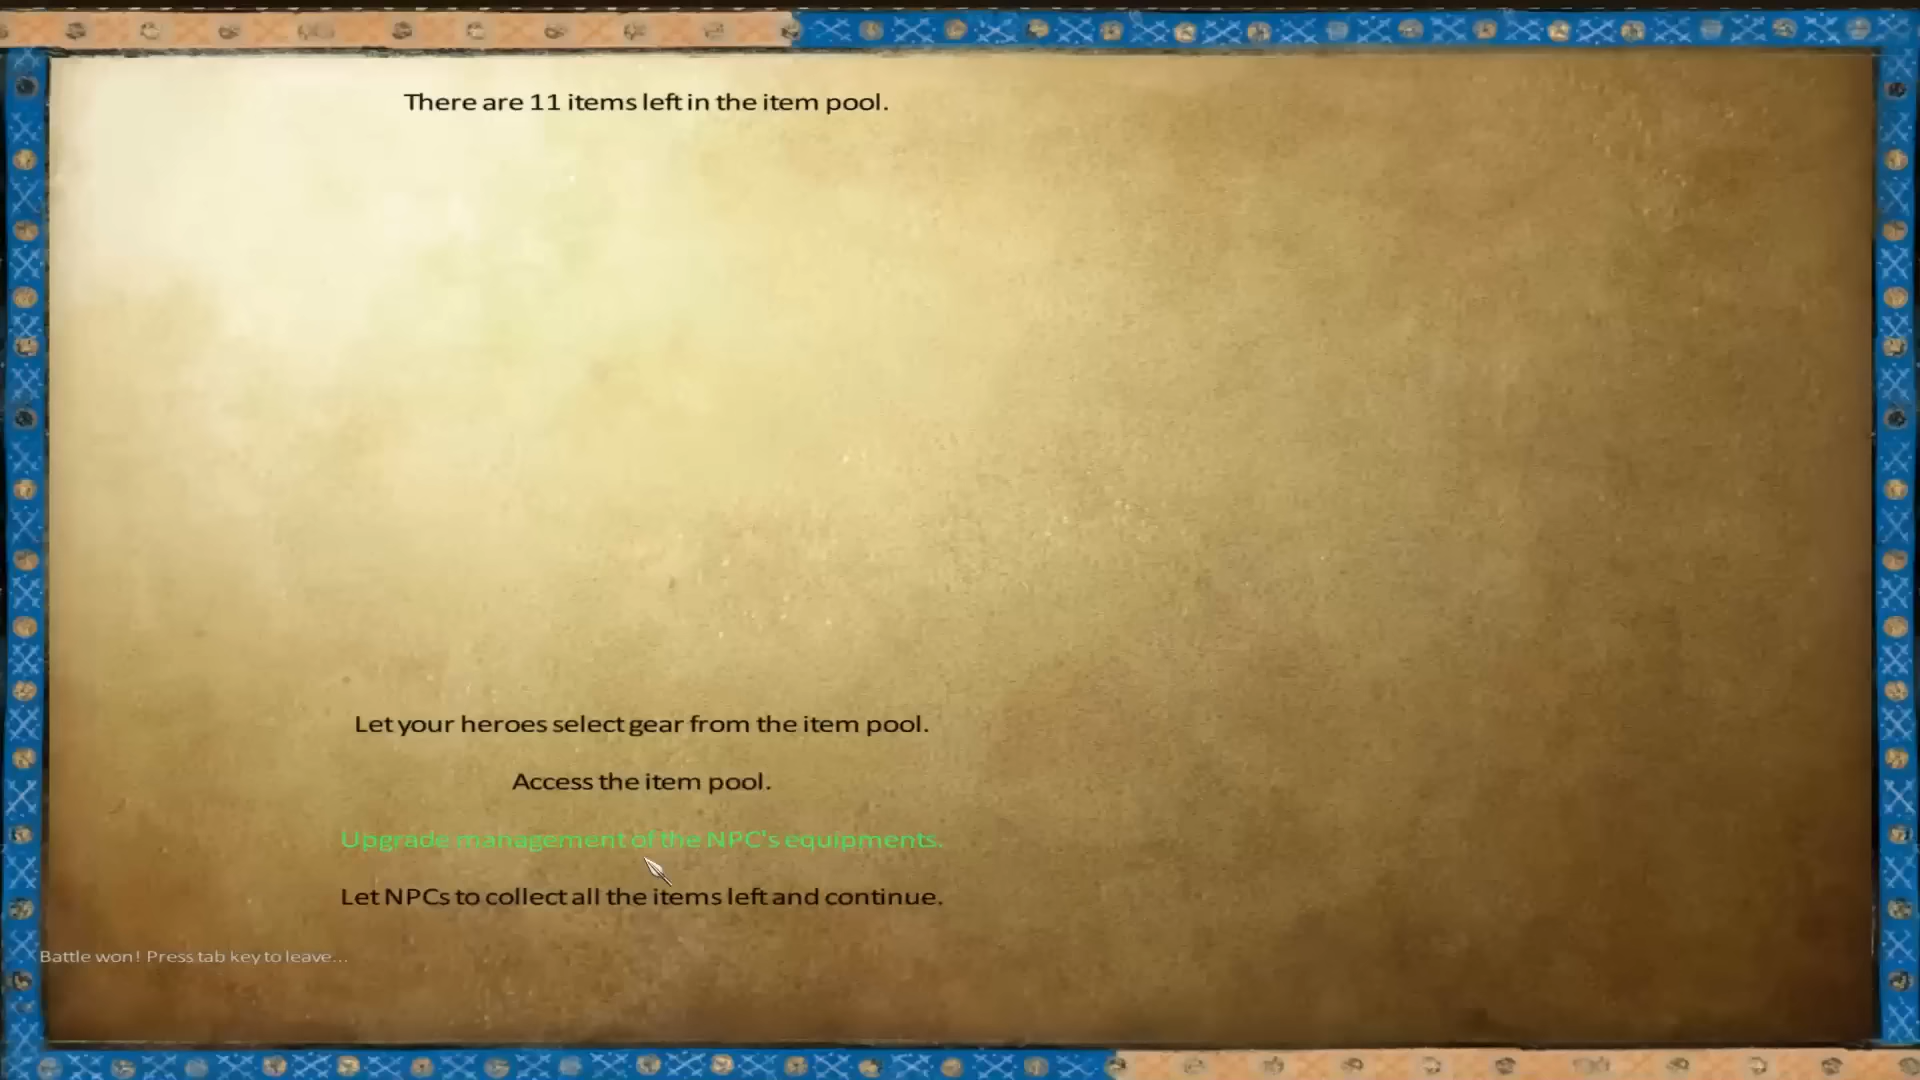 There are 11 items left in the item pool.
Let your heroes select gear from the item pool.
Access the item pool.
Upgrade management of the NPC's equipments.
Let NPCs to collect all the items left and continue.
Battle won! Press tab key to leave...